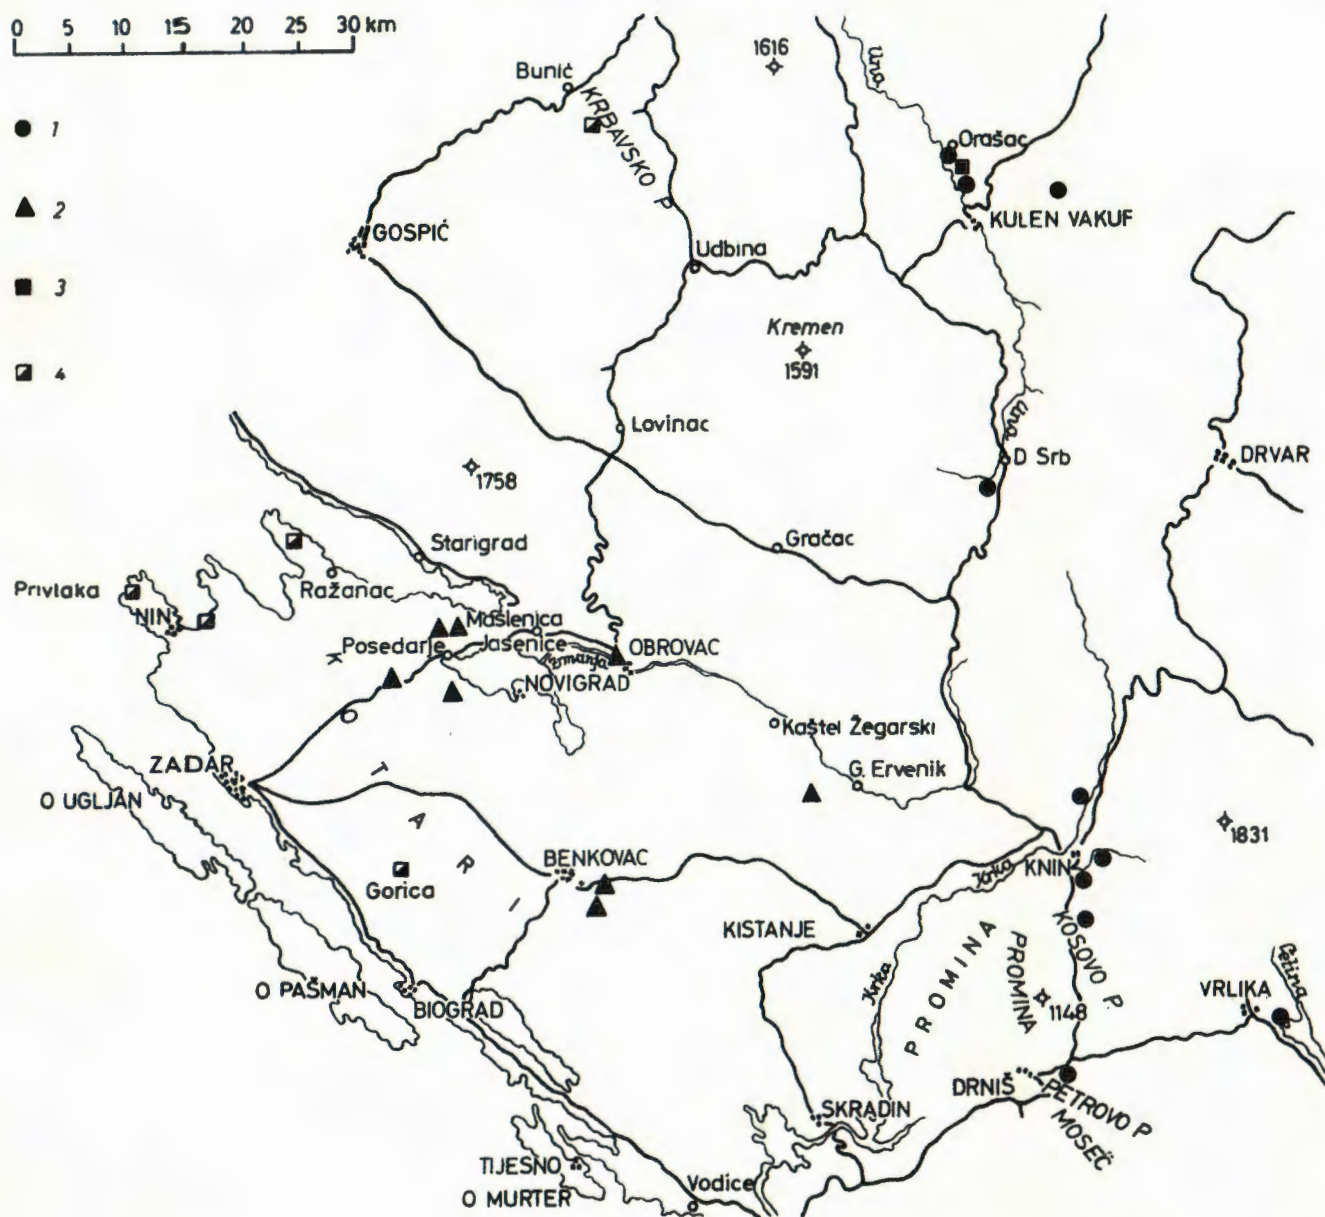 0 5 10 15 20 25 30 km
1616
Una
Bunić
KRBAVSKO P
1
Orašac
2
KULEN VAKUF
GOSPIĆ
Udbina
3
Kremen
1591
4
Lovinac
Una
D Srb
DRVAR
1758
Gračac
Starigrad
Ražanac
Privlaka
NIN
Maslenica
Posedarje
Jasenice
OBROVAC
Zrmanja
NOVIGRAD
Kaštel Žegarski
ZADAR
G. Ervenik
O UGLJAN
1831
K O T A R I
BENKOVAC
Krka
KNIN
Gorica
KISTANJE
KOSOVO P
PROMINA
PROMINA
Krka
Cetina
O PAŠMAN
BIOGRAD
1148
VRLIKA
DRNIŠ
PETROVO P
SKRADIN
MOSEĆ
TIJESNO
O MURTER
Vodice